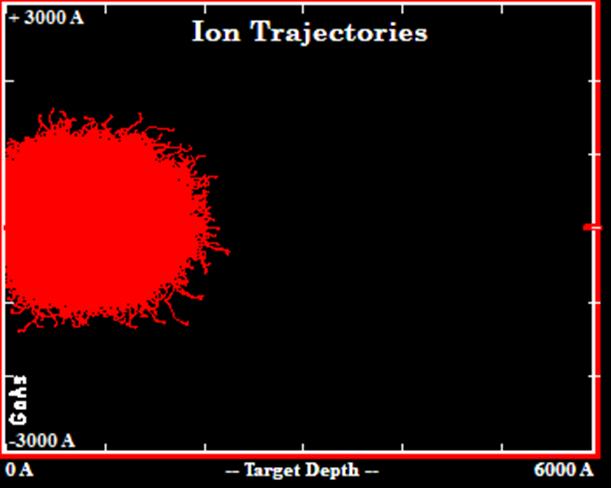 + 3000 A
Ion Trajectories
GaAs
-3000 A
0 A
-- Target Depth --
6000 A